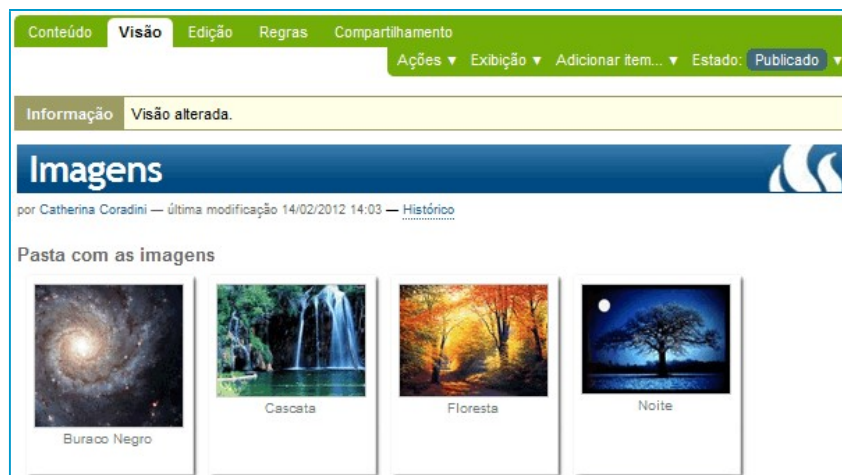 Conteúdo Visão Edição Regras Compartilhamento
Ações ▼ Exibição ▼ Adicionar item... ▼ Estado: Publicado ▼
Informação Visão alterada.
Imagens
por Catherina Coradini — última modificação 14/02/2012 14:03 — Histórico
Pasta com as imagens
Buraco Negro Cascata Floresta Noite